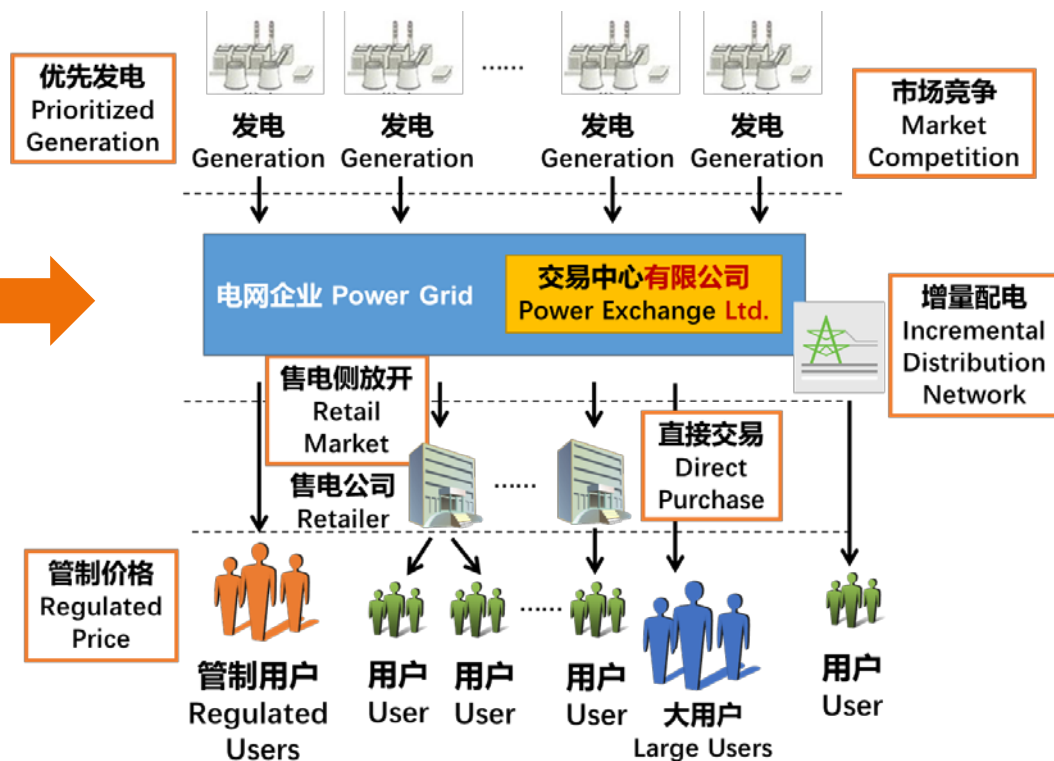 优先发电
Prioritized
Generation
发电
Generation
发电
Generation
......
发电
Generation
发电
Generation
市场竞争
Market
Competition
电网企业 Power Grid
交易中心有限公司
Power Exchange Ltd.
增量配电
Incremental
Distribution
Network
售电侧放开
Retail
Market
售电公司
Retailer
......
直接交易
Direct
Purchase
管制价格
Regulated
Price
管制用户
Regulated
Users
用户
User
用户
User
......
用户
User
大用户
Large Users
用户
User